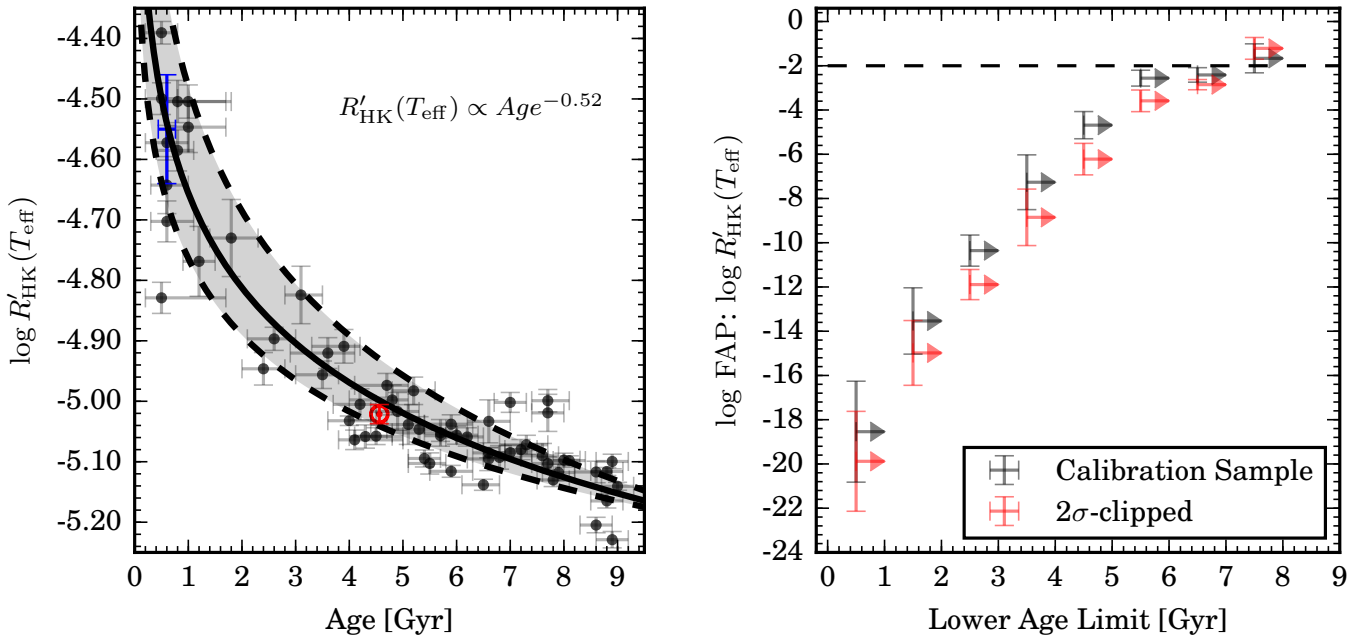 -4.40
-4.50
-4.60
-4.70
-4.80
-4.90
-5.00
-5.10
-5.20
log R′HK(Teff)
R′HK(Teff) ∝ Age^−0.52
0 1 2 3 4 5 6 7 8 9
Age [Gyr]
0
-2
-4
-6
-8
-10
-12
-14
-16
-18
-20
-22
-24
log FAP: log R′HK(Teff)
Calibration Sample
2σ-clipped
0 1 2 3 4 5 6 7 8 9
Lower Age Limit [Gyr]